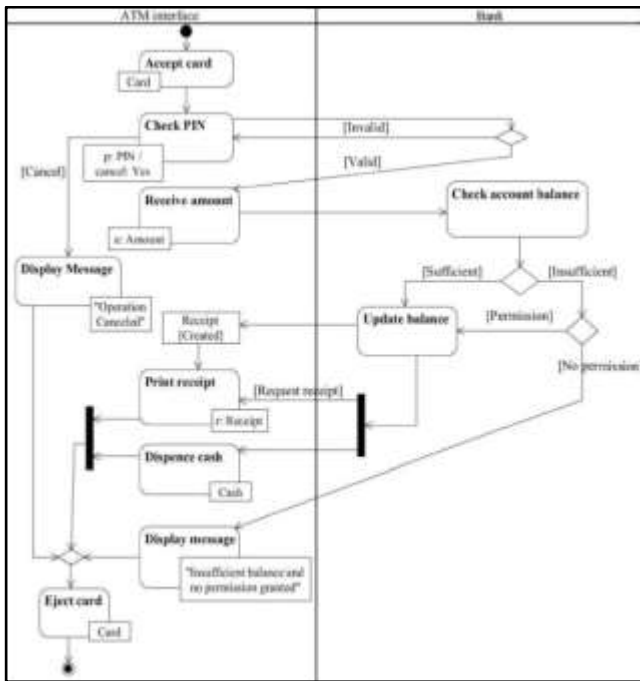 ATM interface
Bank
Accept card
Card
Check PIN
[Invalid]
p: PIN /
cancel: Yes
[Cancel]
[Valid]
Receive amount
Check account balance
a: Amount
Display Message
[Sufficient]
[Insufficient]
"Operation
Canceled"
Receipt
[Created]
Update balance
[Permission]
[No permission]
Print receipt
[Request receipt]
r: Receipt
Dispence cash
Cash
Display message
"Insufficient balance and
no permission granted"
Eject card
Card